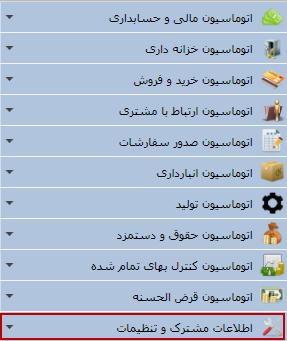 اتوماسیون مالی و حسابداری
اتوماسیون خزانه داری
اتوماسیون خرید و فروش
اتوماسیون ارتباط با مشتری
اتوماسیون صدور سفارشات
اتوماسیون انبارداری
اتوماسیون تولید
اتوماسیون حقوق و دستمزد
اتوماسیون کنترل بهای تمام شده
اتوماسیون قرض الحسنه
اطلاعات مشترک و تنظیمات